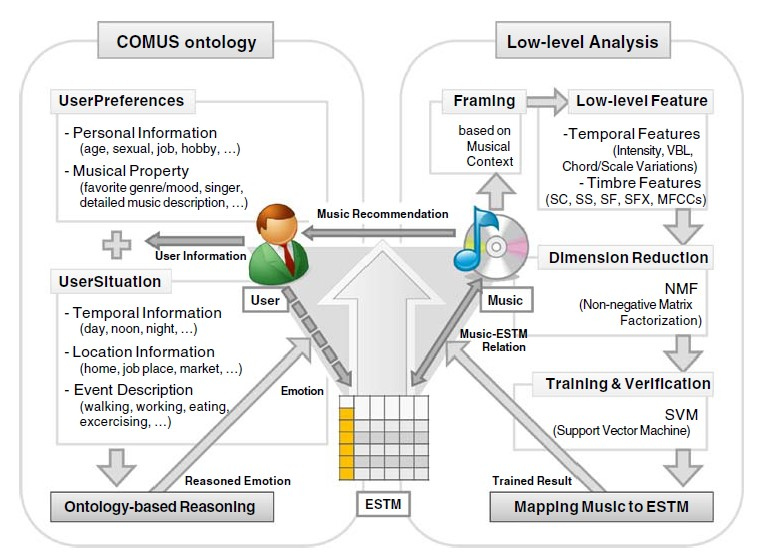 COMUS ontology
UserPreferences
- Personal Information
(age, sexual, job, hobby, …)
- Musical Property
(favorite genre/mood, singer,
detailed music description, …)
User Information
UserSituation
- Temporal Information
(day, noon, night, …)
- Location Information
(home, job place, market, …)
- Event Description
(walking, working, eating,
excercising, …)
Ontology-based Reasoning
Reasoned Emotion
Emotion
User
Music Recommendation
Music
Music-ESTM
Relation
ESTM
Low-level Analysis
Framing
based on
Musical
Context
Low-level Feature
-Temporal Features
(Intensity, VBL,
Chord/Scale Variations)
- Timbre Features
(SC, SS, SF, SFX, MFCCs)
Dimension Reduction
NMF
(Non-negative Matrix
Factorization)
Training & Verification
SVM
(Support Vector Machine)
Trained Result
Mapping Music to ESTM